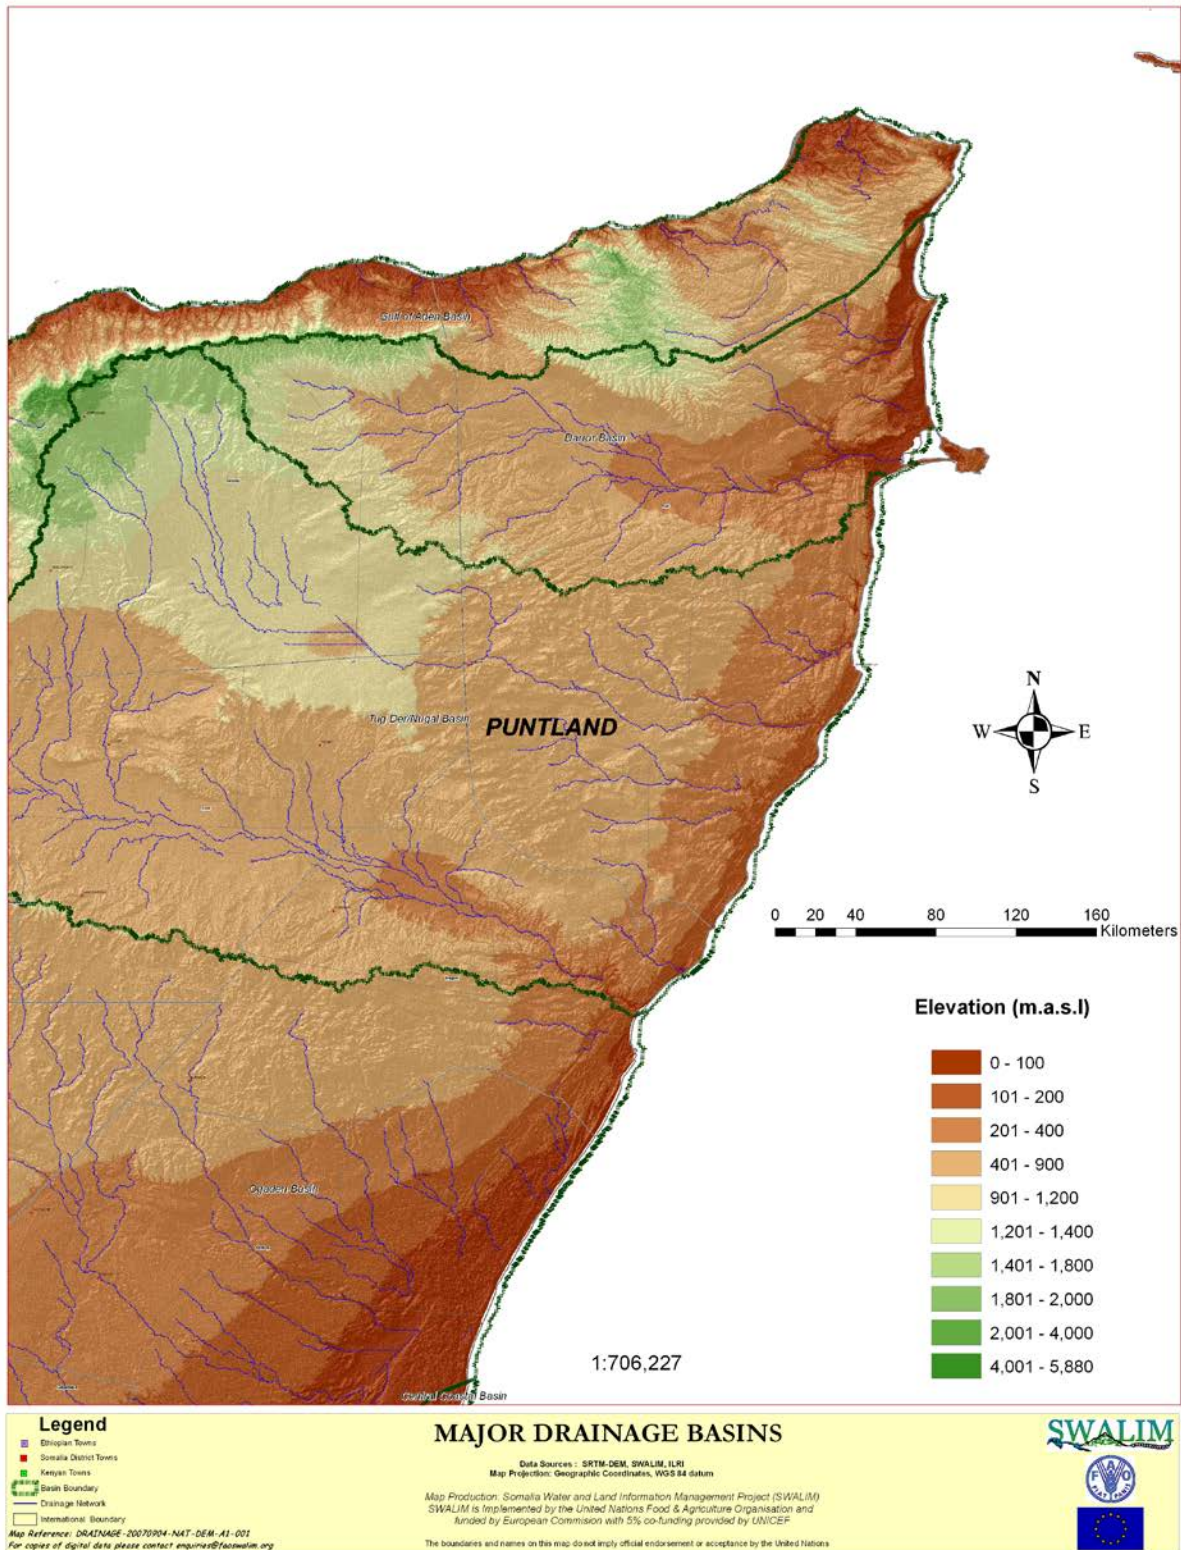 Gulf of Aden Basin
Daror Basin
Tug Der/Nugal Basin
PUNTLAND
N
W
E
S
0 20 40 80 120 160
Kilometers
Elevation (m.a.s.l)
0 - 100
101 - 200
201 - 400
401 - 900
901 - 1,200
1,201 - 1,400
1,401 - 1,800
1,801 - 2,000
2,001 - 4,000
4,001 - 5,880
Ogaden Basin
1:706,227
Central Coastal Basin
Legend
Ethiopian Towns
Somalia District Towns
Kenyan Towns
Basin Boundary
Drainage Network
International Boundary
Map Reference: DRAINAGE-20070904-NAT-DEM-A1-001
For copies of digital data please contact enquiries@faoswalim.org
MAJOR DRAINAGE BASINS
Data Sources : SRTM-DEM, SWALIM, ILRI
Map Projection: Geographic Coordinates, WGS 84 datum
Map Production: Somalia Water and Land Information Management Project (SWALIM)
SWALIM is Implemented by the United Nations Food & Agriculture Organisation and
funded by European Commision with 5% co-funding provided by UNICEF
The boundaries and names on this map do not imply official endorsement or acceptance by the United Nations
SWALIM
FAO
FIAT PANIS